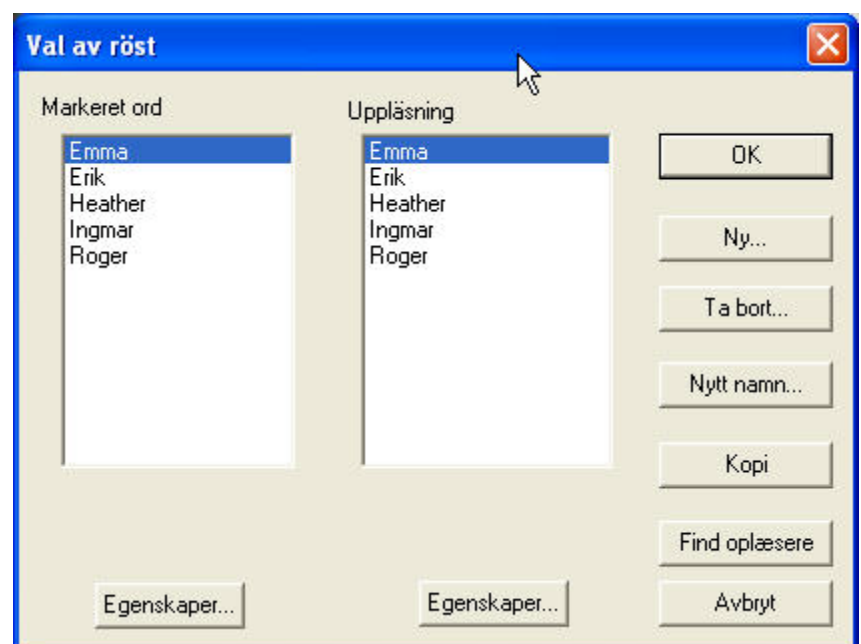 Val av röst
Markeret ord
Emma
Erik
Heather
Ingmar
Roger
Egenskaper...
Uppläsning
Emma
Erik
Heather
Ingmar
Roger
Egenskaper...
OK
Ny...
Ta bort...
Nytt namn...
Kopi
Find oplæsere
Avbryt